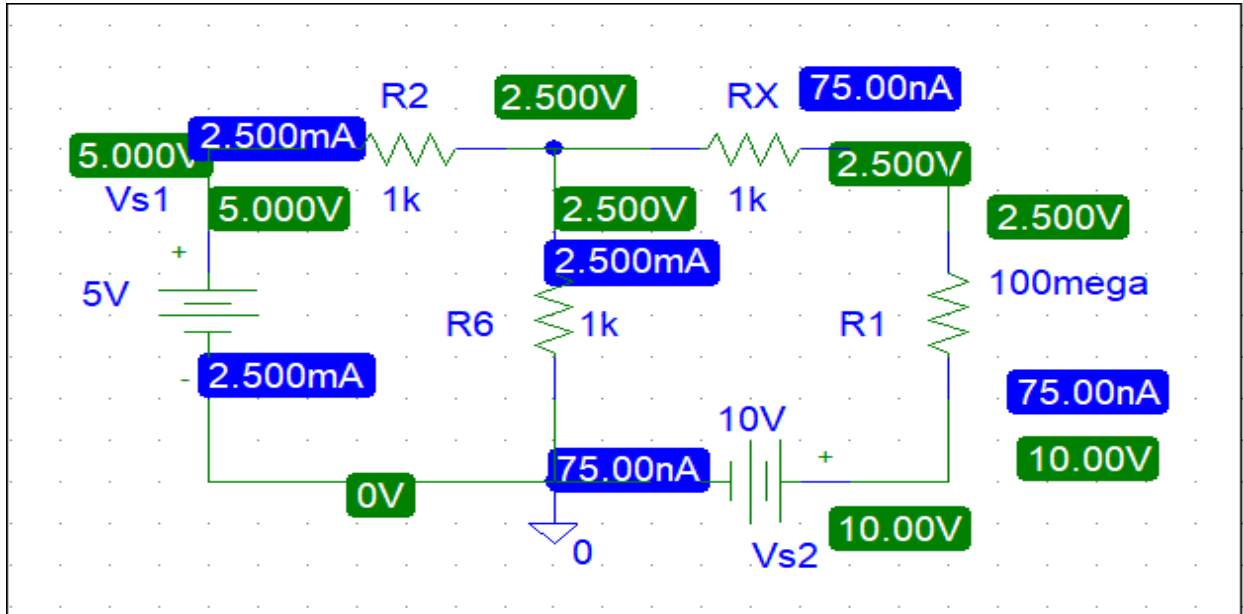 R2
2.500V
RX
75.00nA
2.500mA
5.000V
2.500V
Vs1
5.000V
1k
2.500V
1k
2.500V
+
2.500mA
100mega
5V
R6
1k
R1
-
2.500mA
75.00nA
10V
+
10.00V
75.00nA
0V
10.00V
0
Vs2